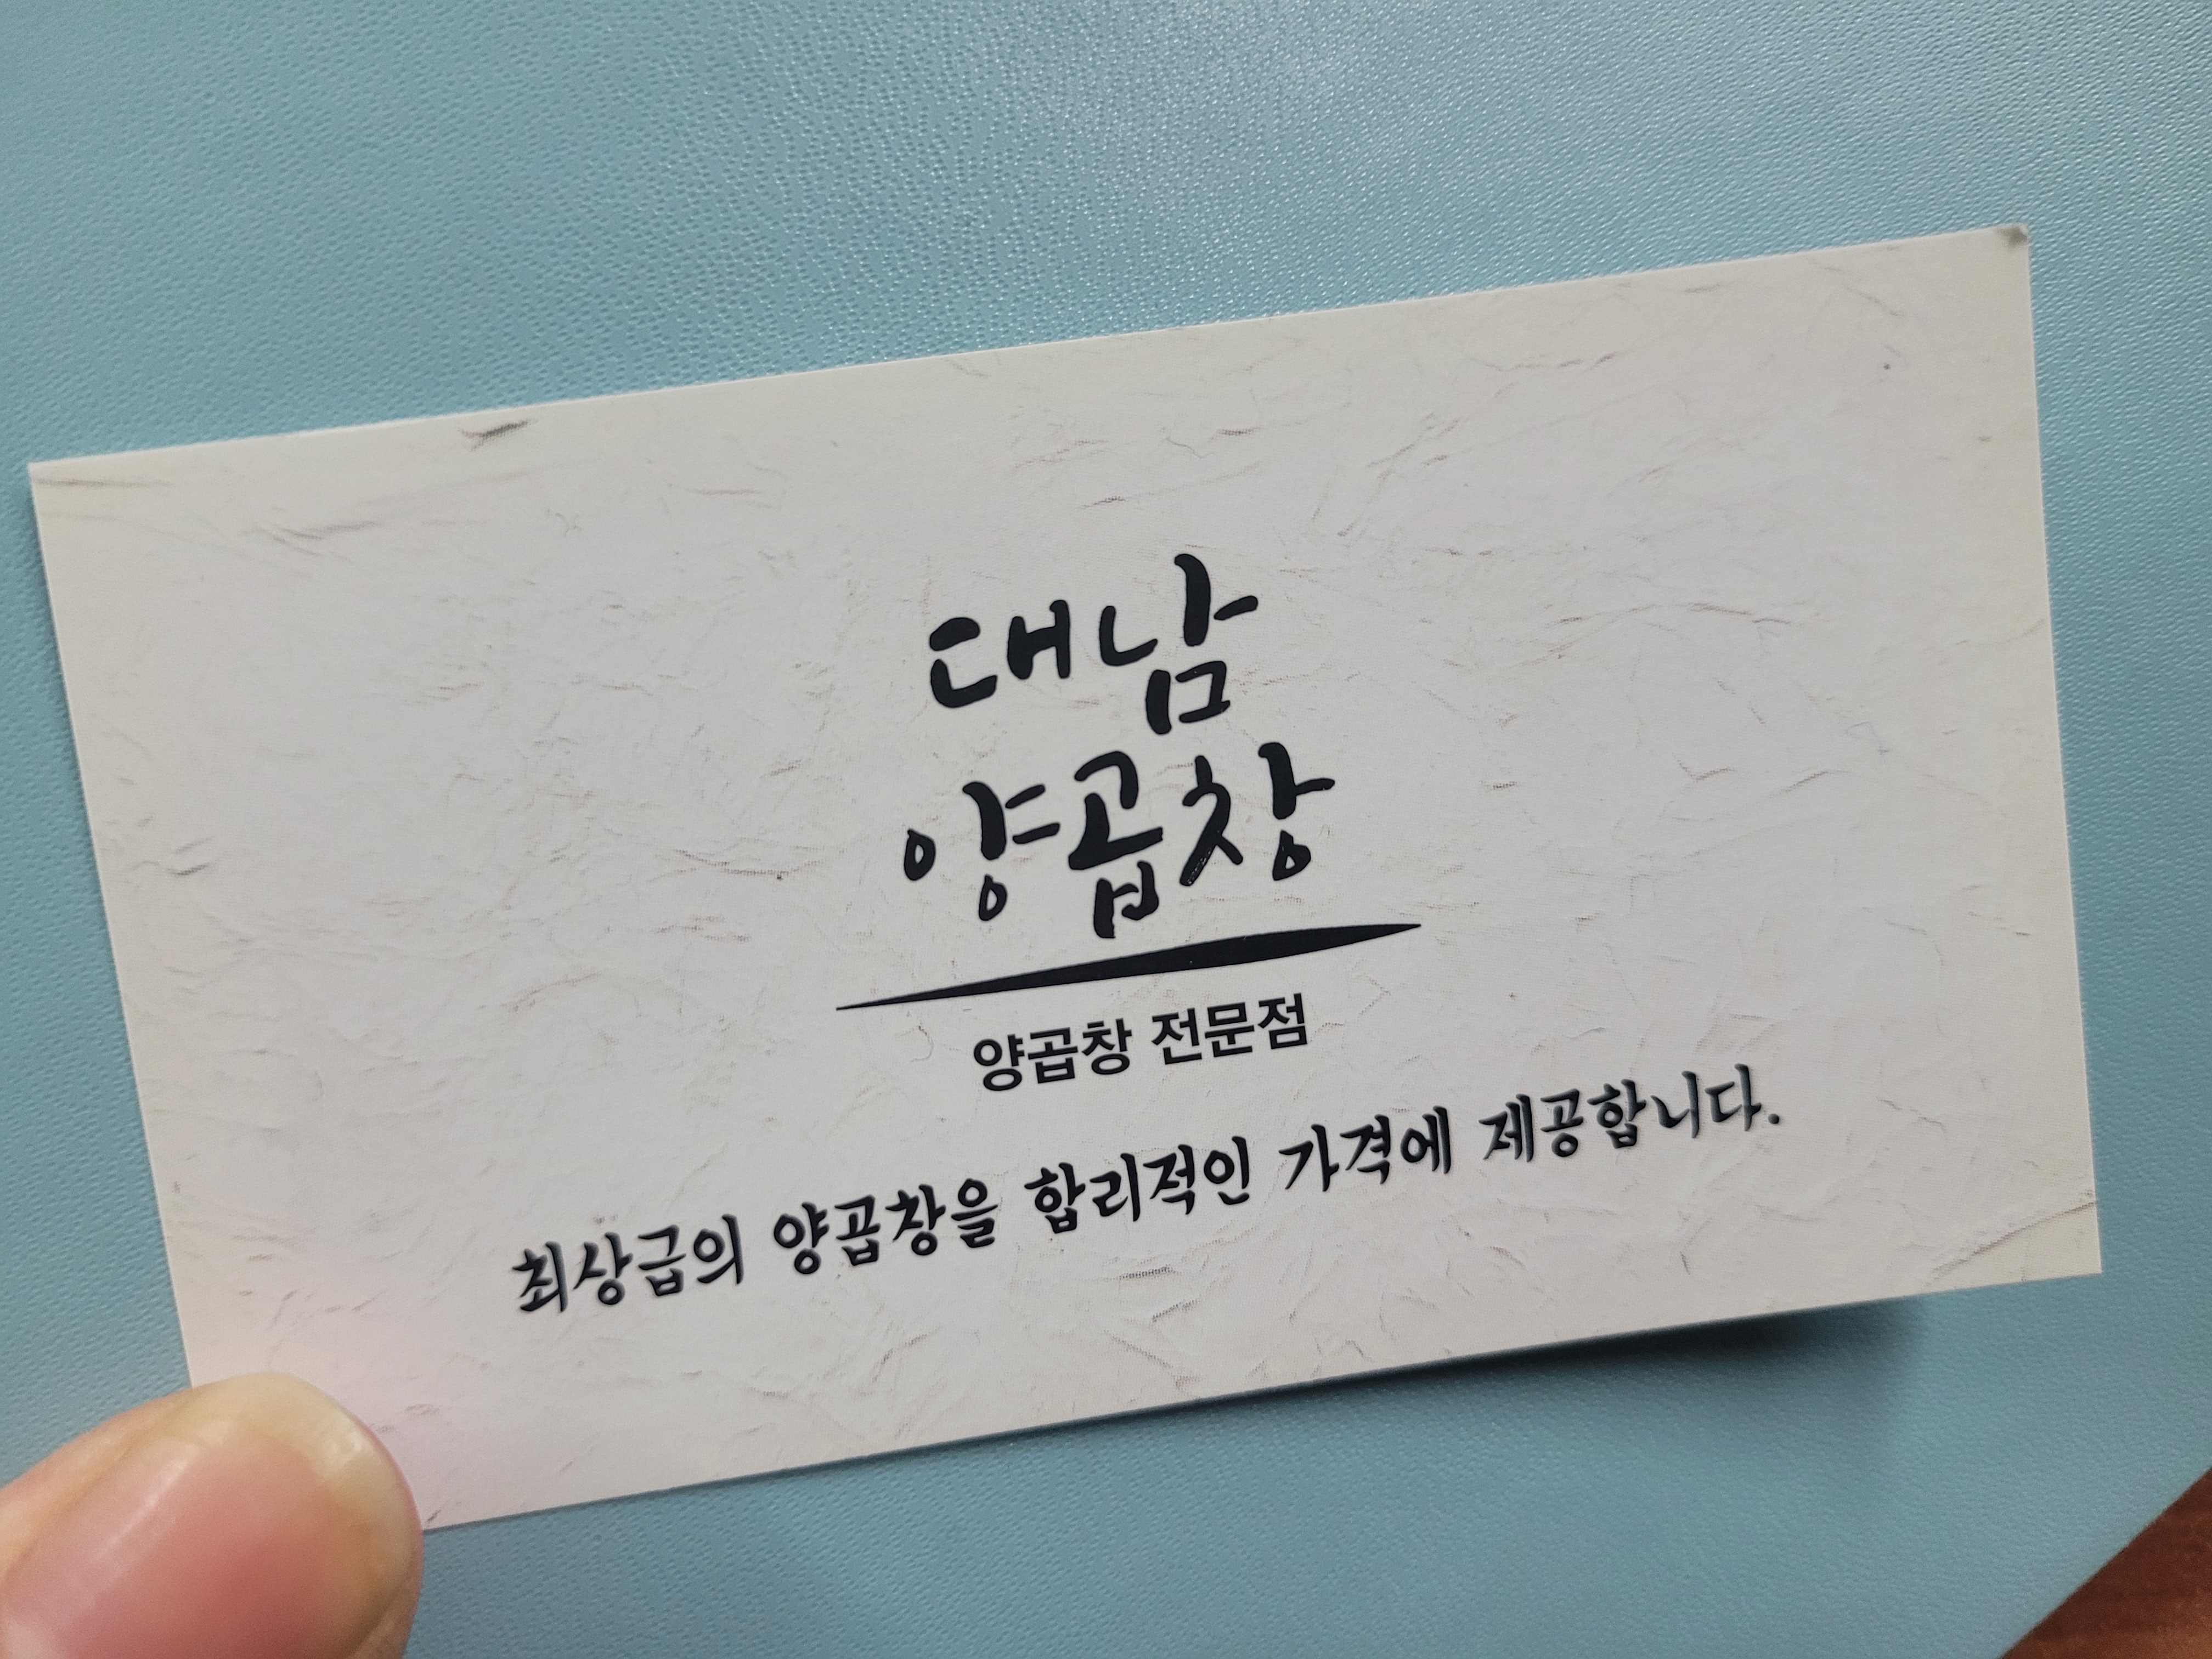 대남
양곱창
양곱창 전문점
최상급의 양곱창을 합리적인 가격에 제공합니다.